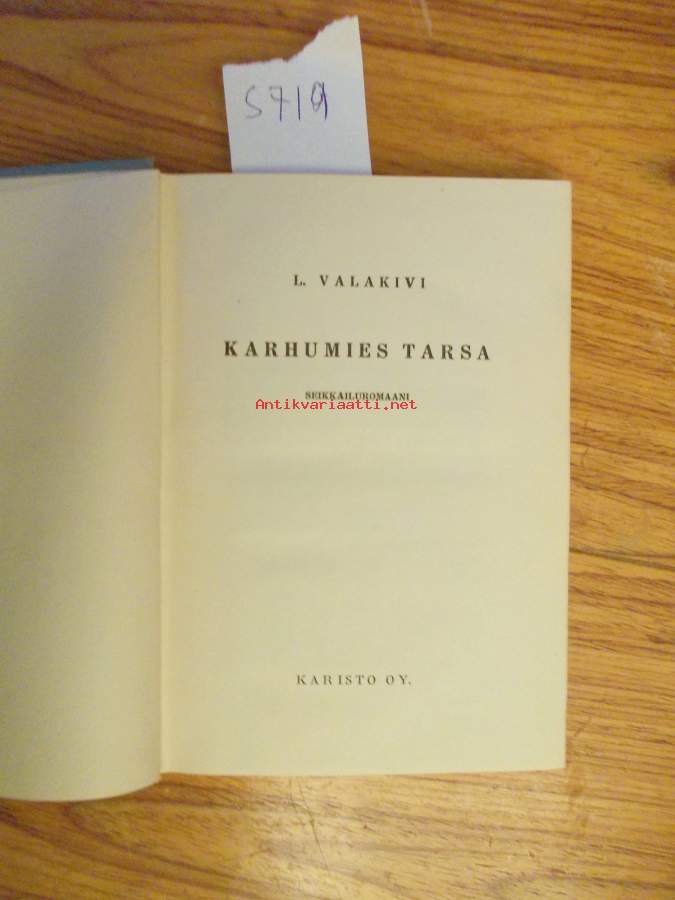 5719
L. VALAKIVI
KARHUMIES TARSA
SEIKKAILUROMAANI
Antikvariaatti.net
KARISTO OY.